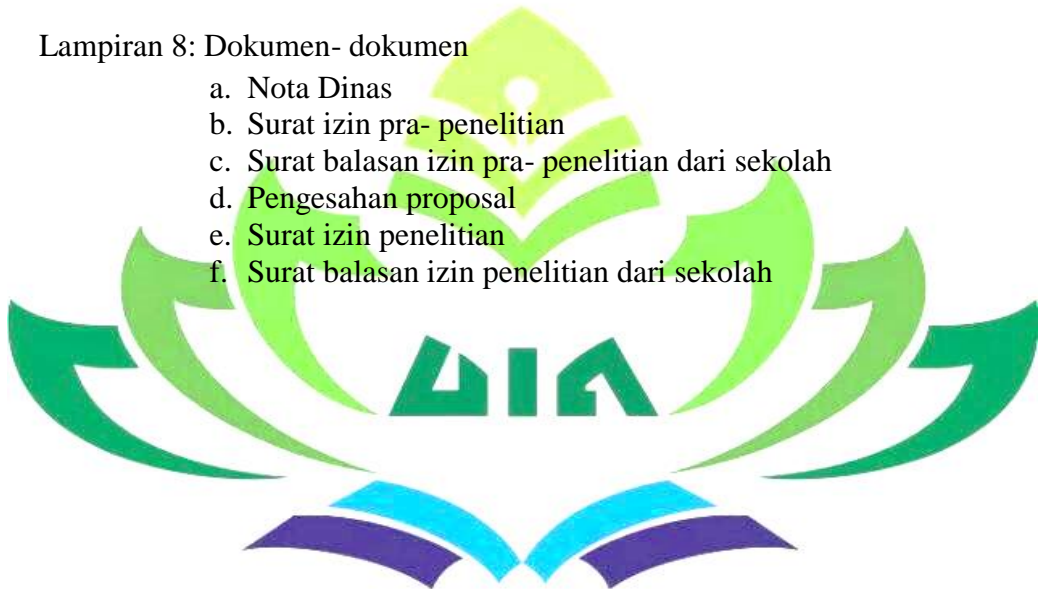 Lampiran 8: Dokumen- dokumen
a. Nota Dinas
b. Surat izin pra- penelitian
c. Surat balasan izin pra- penelitian dari sekolah
d. Pengesahan proposal
e. Surat izin penelitian
f. Surat balasan izin penelitian dari sekolah
UIN